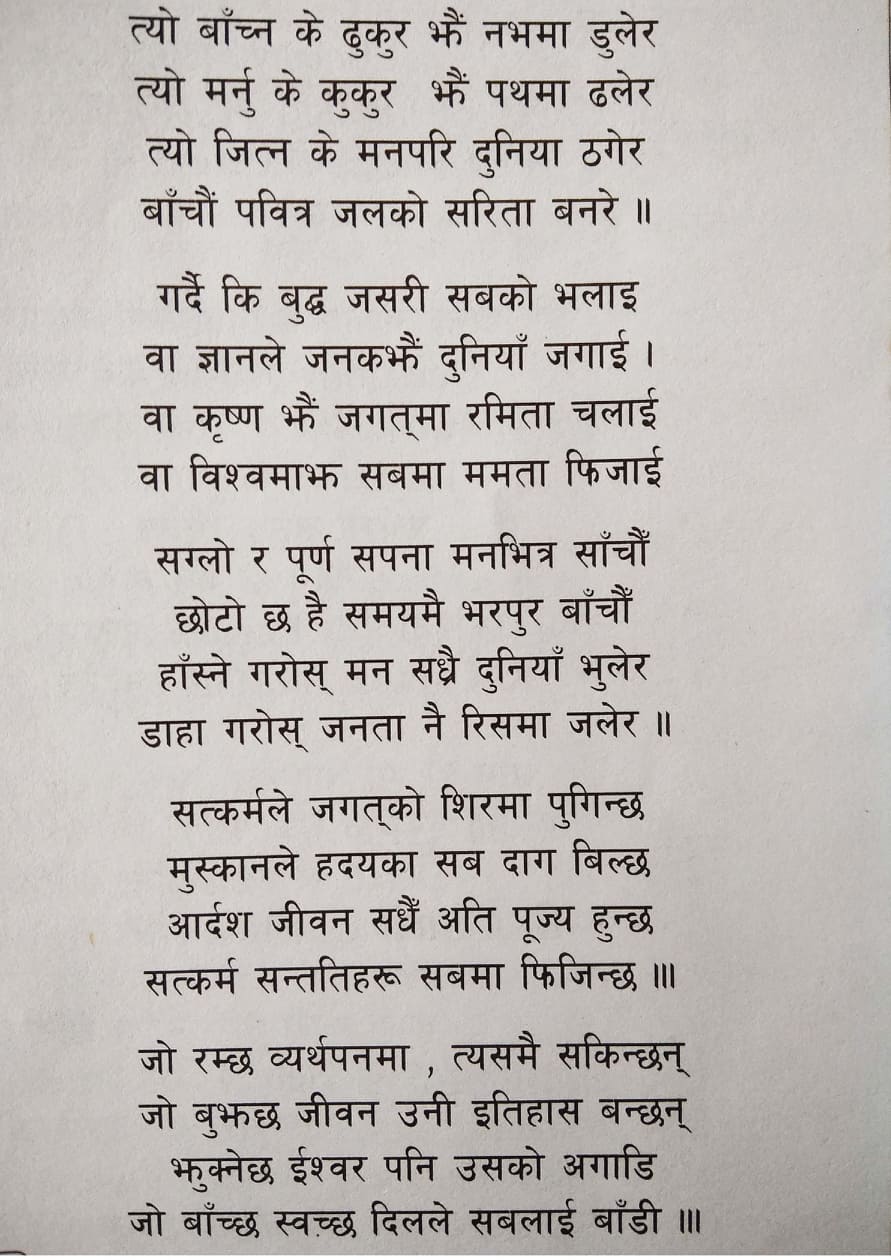 त्यो बाँच्न के ढुकुर झैं नभमा डुलेर
त्यो मर्नु के कुकुर झैं पथमा ढलेर
त्यो जित्न के मनपरि दुनिया ठगेर
बाँचौं पवित्र जलको सरिता बनरे ॥
गर्दै कि बुद्ध जसरी सबको भलाइ
वा ज्ञानले जनकझैं दुनियाँ जगाई ।
वा कृष्ण झैं जगत्‌मा रमिता चलाई
वा विश्वमाझ सबमा ममता फिजाई
सग्लो र पूर्ण सपना मनभित्र साँचौँ
छोटो छ है समयमै भरपुर बाँचौँ
हाँस्ने गरोस् मन सध्रै दुनियाँ भुलेर
डाहा गरोस् जनता नै रिसमा जलेर ॥
सत्कर्मले जगत्‌को शिरमा पुगिन्छ
मुस्कानले हदयका सब दाग बिल्छ
आर्दश जीवन सधैँ अति पूज्य हुन्छ
सत्कर्म सन्ततिहरू सबमा फिजिन्छ ॥।
जो रम्छ व्यर्थपनमा , त्यसमै सकिन्छन्
जो बुझछ जीवन उनी इतिहास बन्छन्
झुक्नेछ ईश्वर पनि उसको अगाडि
जो बाँच्छ स्वच़्छ दिलले सबलाई बाँडी ॥।